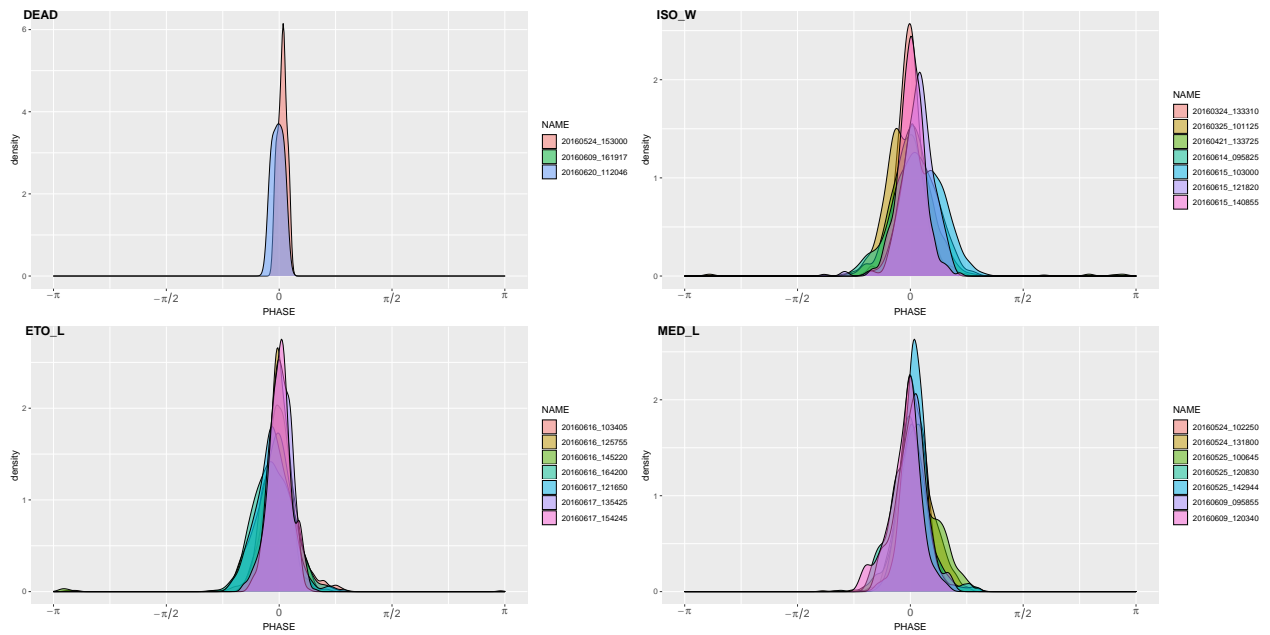 DEAD
6
4
2
0
density
−π
−π/2
0
π/2
π
PHASE
NAME
20160524_153000
20160609_161917
20160620_112046
ISO_W
2
1
0
density
−π
−π/2
0
π/2
π
PHASE
NAME
20160324_133310
20160325_101125
20160421_133725
20160614_095825
20160615_103000
20160615_121820
20160615_140855
ETO_L
2
1
0
density
−π
−π/2
0
π/2
π
PHASE
NAME
20160616_103405
20160616_125755
20160616_145220
20160616_164200
20160617_121650
20160617_135425
20160617_154245
MED_L
2
1
0
density
−π
−π/2
0
π/2
π
PHASE
NAME
20160524_102250
20160524_131800
20160525_100645
20160525_120830
20160525_142944
20160609_095855
20160609_120340